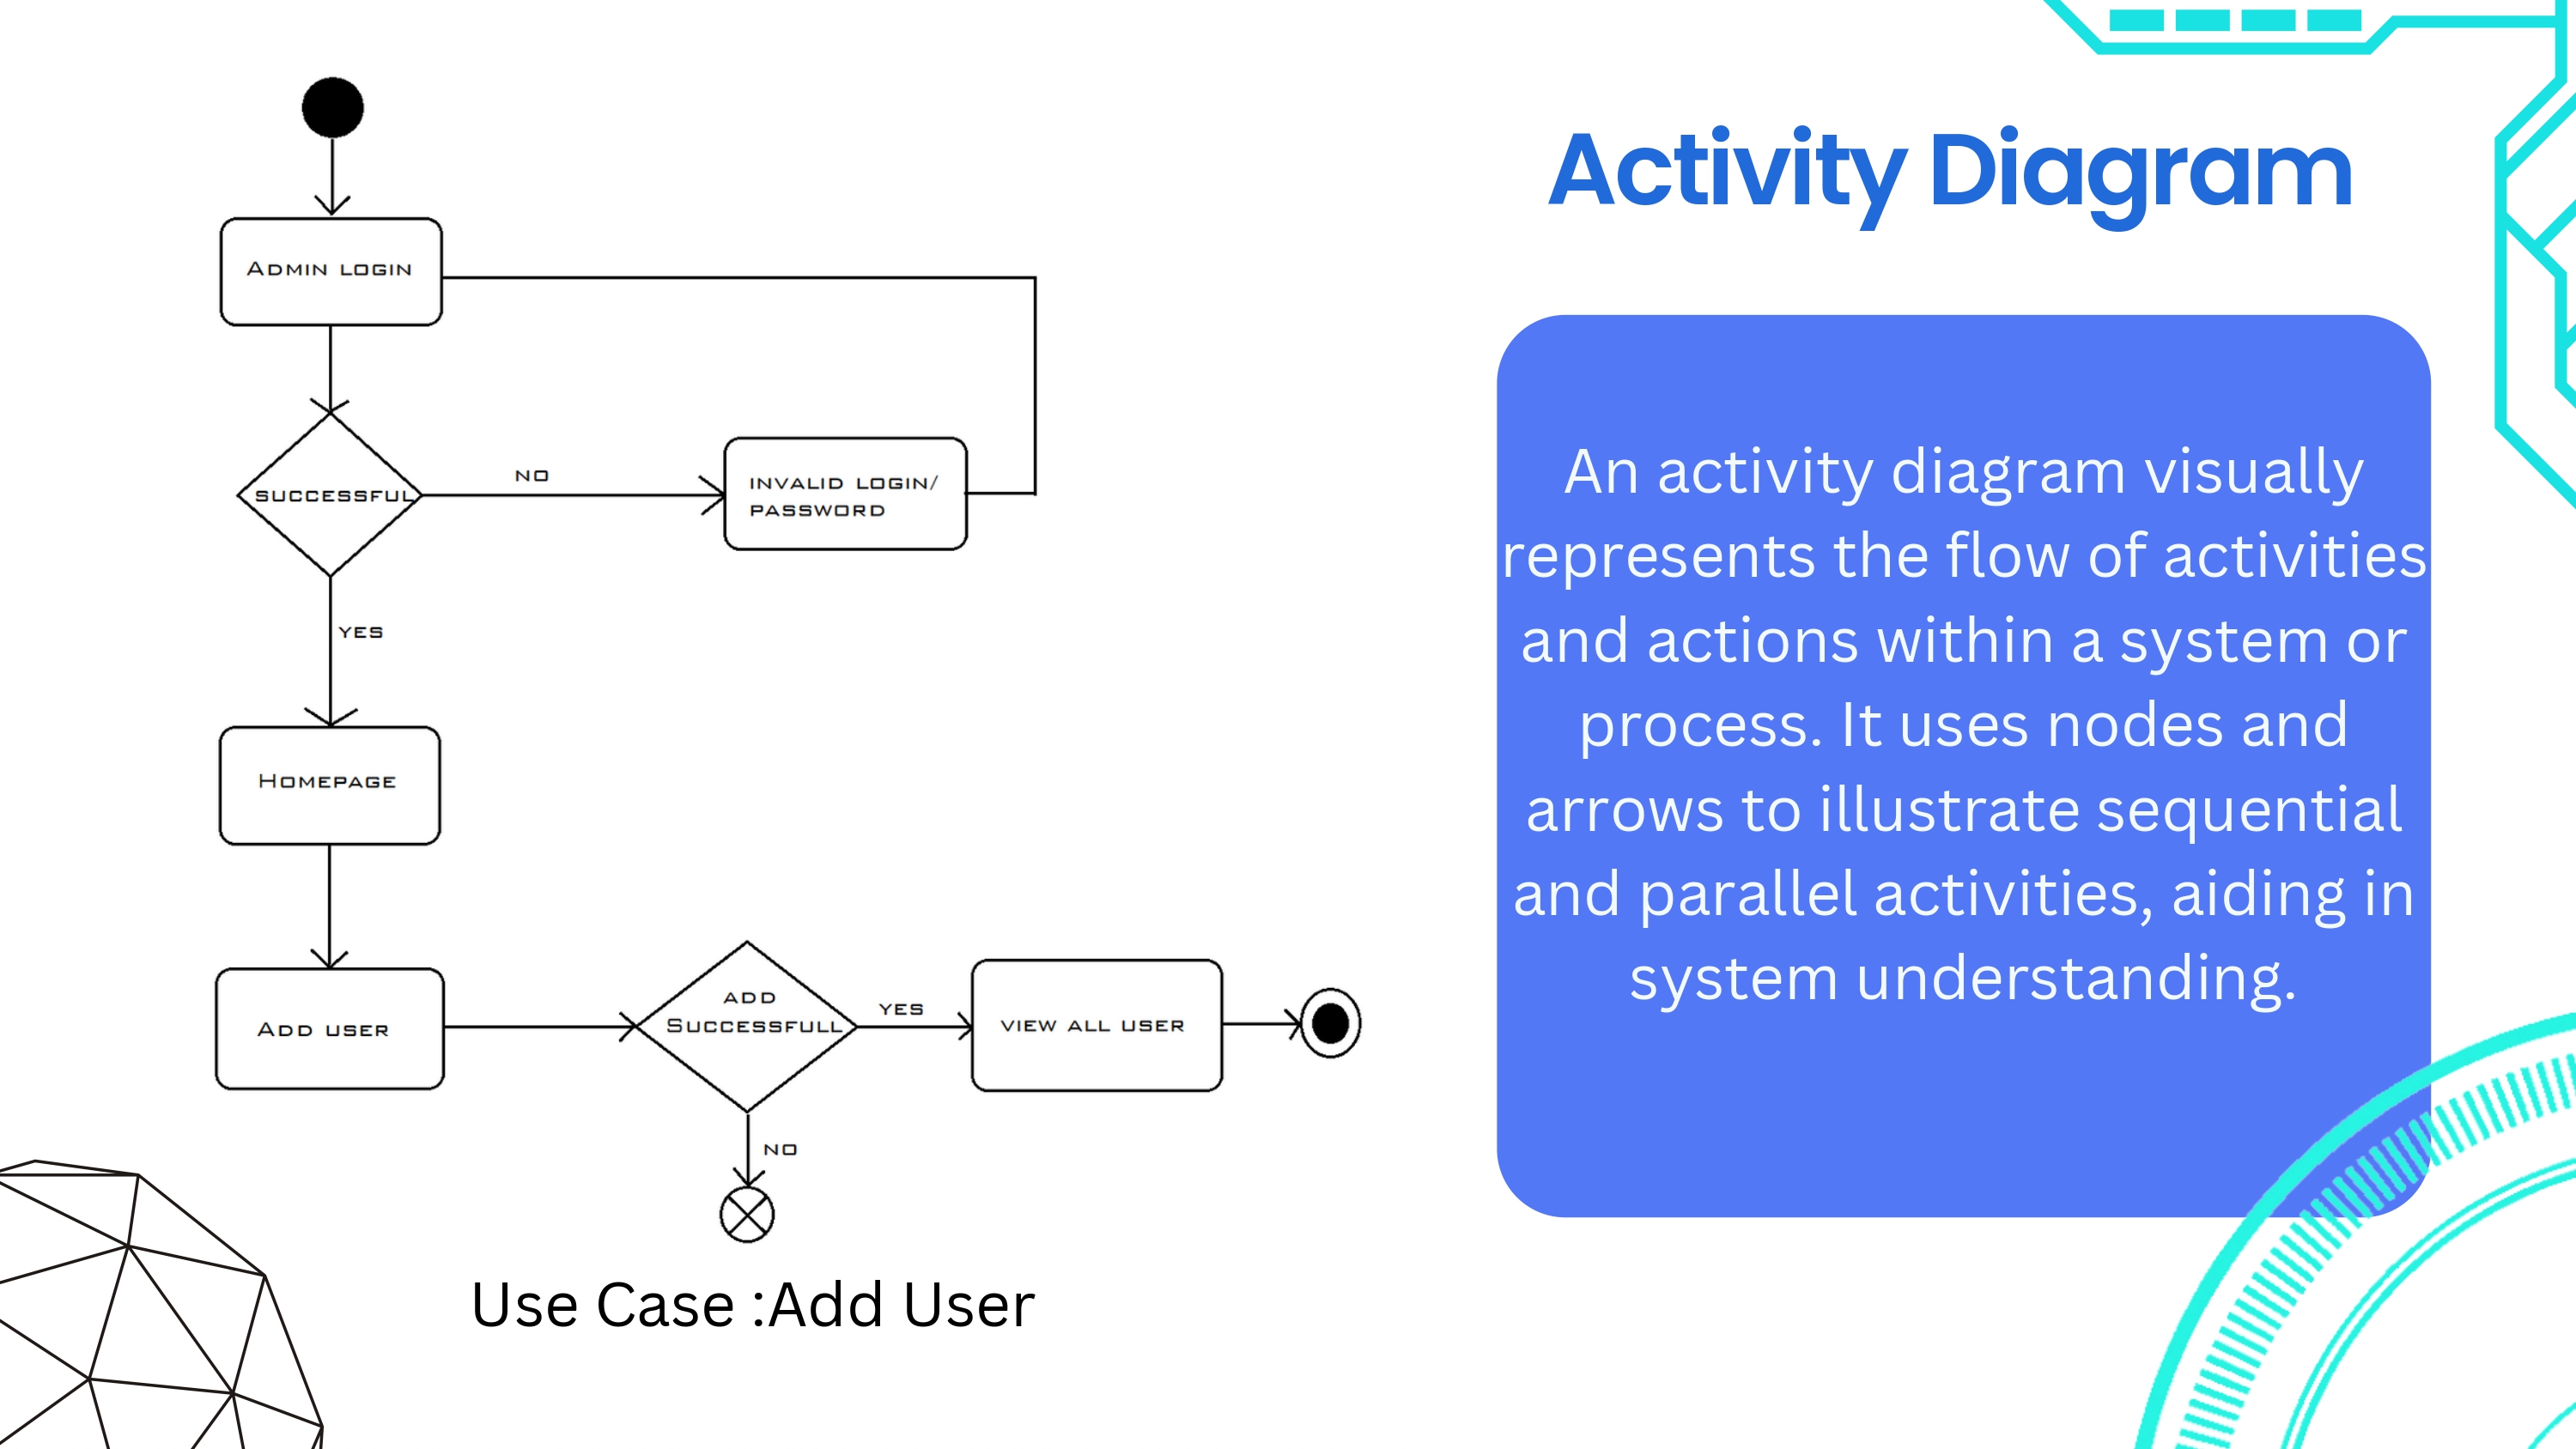 Activity Diagram
Admin login
successful
NO
invalid login/
password
YES
Homepage
Add user
add
Successfull
YES
view all user
NO
Use Case :Add User
An activity diagram visually
represents the flow of activities
and actions within a system or
process. It uses nodes and
arrows to illustrate sequential
and parallel activities, aiding in
system understanding.